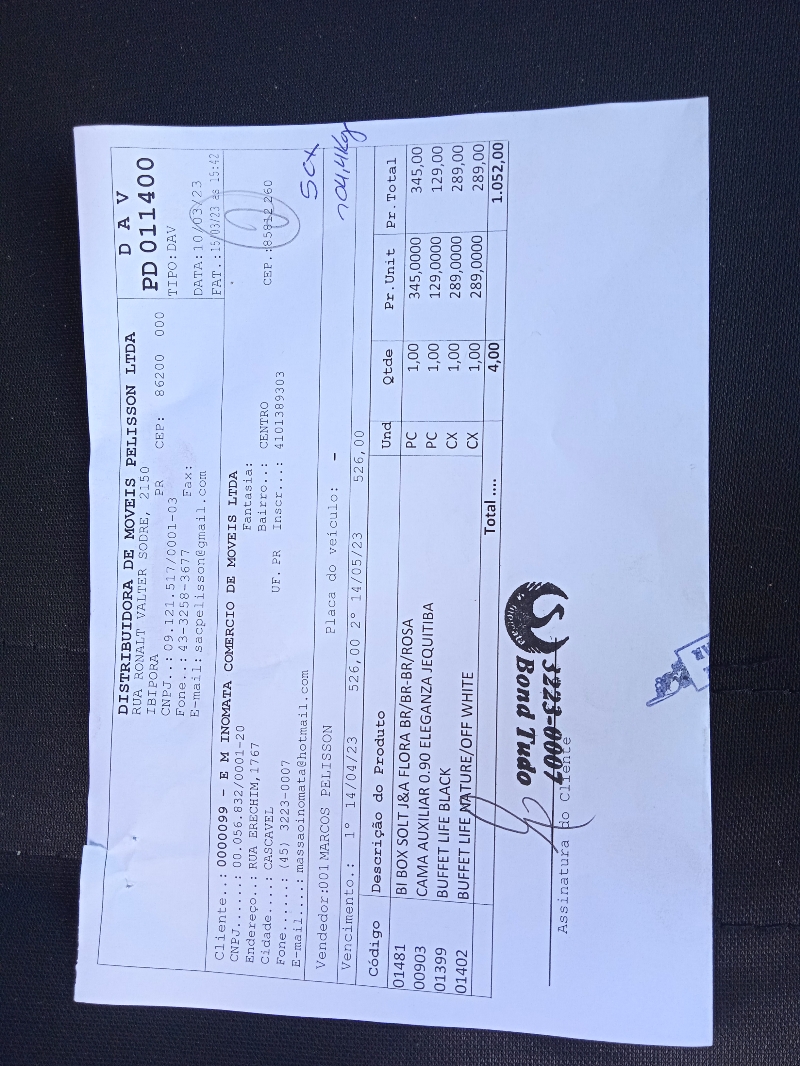 DISTRIBUIDORA DE MOVEIS PELISSON LTDA
RUA RONALT VALTER SODRE, 2150
IBIPORA PR CEP: 86200 000
CNPJ..: 09.121.517/0001-03
Fone..: 43-3258-3677 Fax:
E-mail: sacpelisson@gmail.com
D A V
PD 011400
TIPO: DAV
DATA: 10/03/23
FAT.: 15/03/23 às 15:42
Cliente..: 0000099 - E M INOMATA COMERCIO DE MOVEIS LTDA
CNPJ.....: 00.056.832/0001-20 Fantasia:
Endereço..: RUA ERECHIM, 1767 Bairro..: CENTRO CEP.: 85812 260
Cidade....: CASCAVEL UF. PR Inscr...: 4101389303
Fone......: (45) 3223-0007
E-mail....: massaoinomata@hotmail.com
5 CX
Vendedor: 001 MARCOS PELISSON Placa do veículo: -
Vencimento.: 1° 14/04/23 526,00 2° 14/05/23 526,00
Código Descrição do Produto Und Qtde Pr.Unit Pr.Total
01481 BI BOX SOLT J&A FLORA BR/BR-BR/ROSA PC 1,00 345,0000 345,00
00903 CAMA AUXILIAR 0.90 ELEGANZA JEQUITIBA PC 1,00 129,0000 129,00
01399 BUFFET LIFE BLACK CX 1,00 289,0000 289,00
01402 BUFFET LIFE NATURE/OFF WHITE CX 1,00 289,0000 289,00
Total .... 4,00 1.052,00
3223-0007
Bond Tudo
Assinatura do Cliente